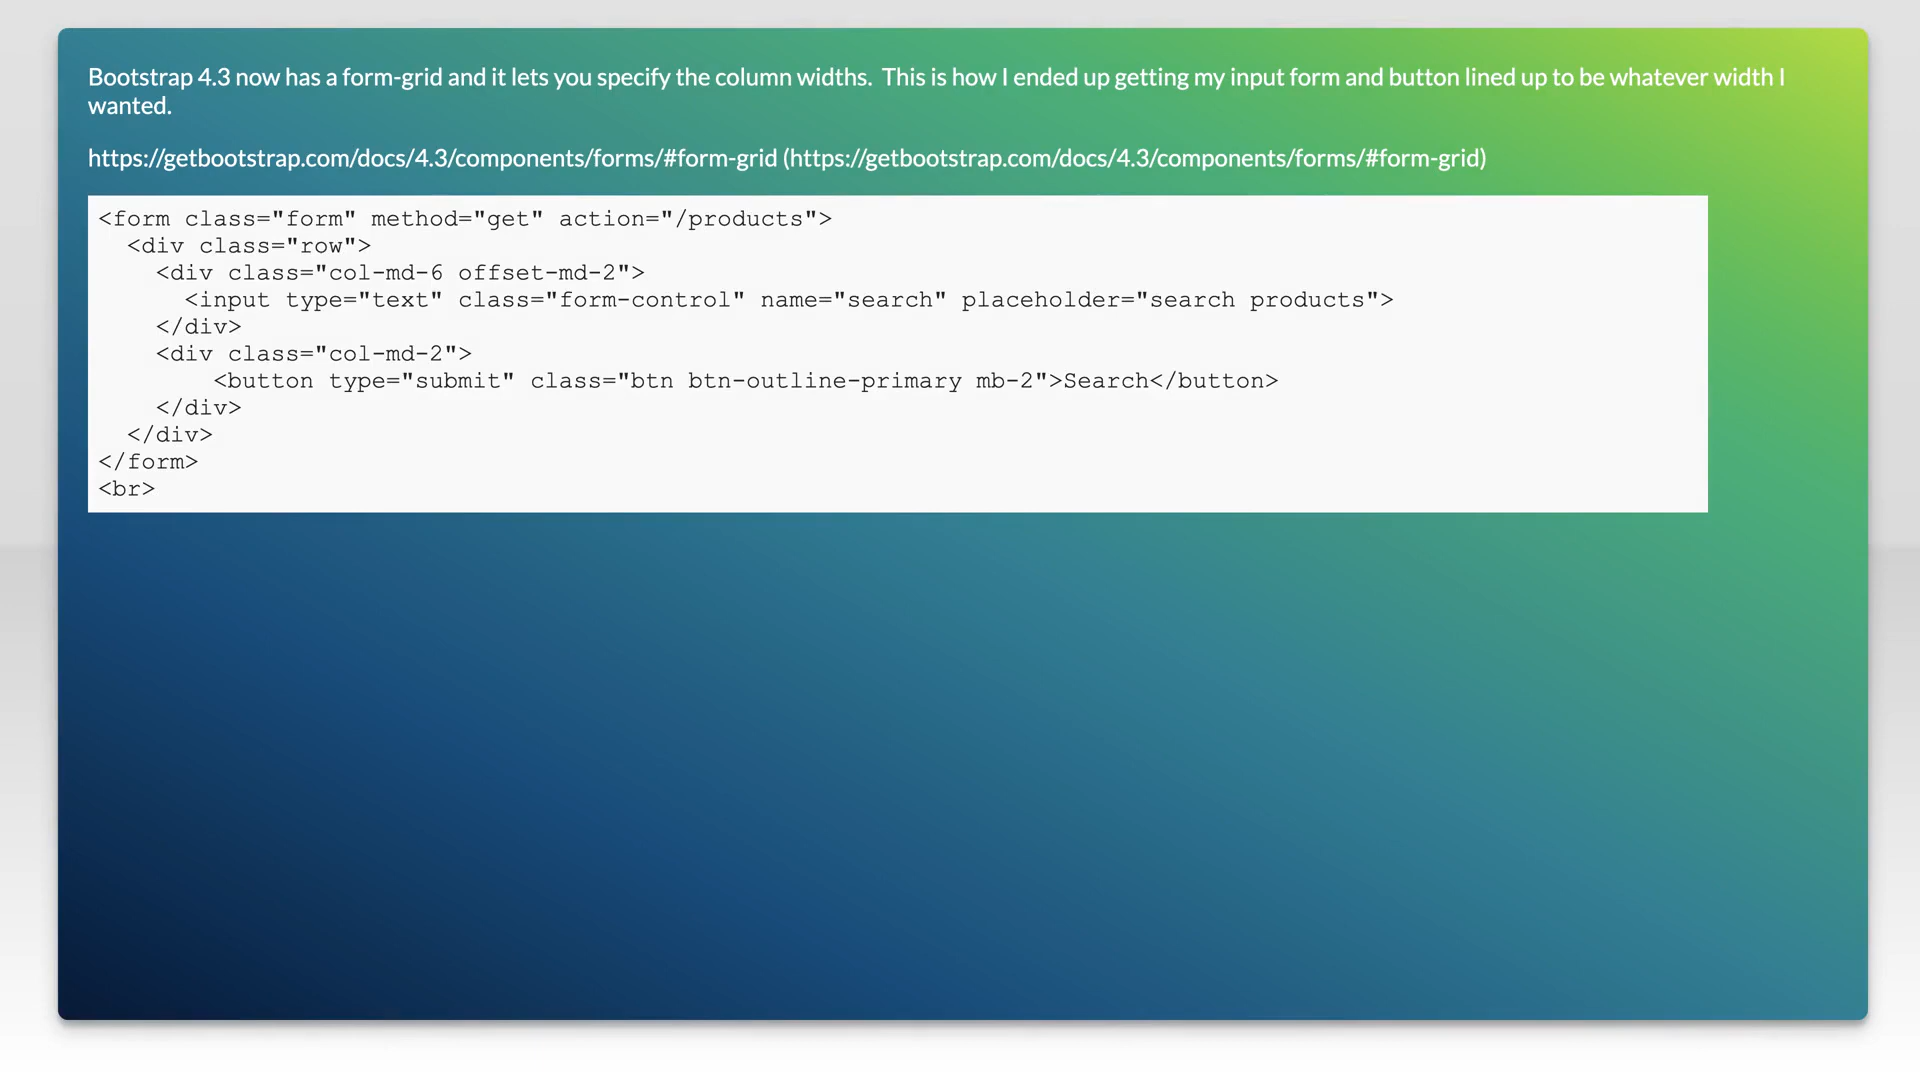 Bootstrap 4.3 now has a form-grid and it lets you specify the column widths.  This is how I ended up getting my input form and button lined up to be whatever width I
wanted.
https://getbootstrap.com/docs/4.3/components/forms/#form-grid (https://getbootstrap.com/docs/4.3/components/forms/#form-grid)
<form class="form" method="get" action="/products">
  <div class="row">
    <div class="col-md-6 offset-md-2">
      <input type="text" class="form-control" name="search" placeholder="search products">
    </div>
    <div class="col-md-2">
        <button type="submit" class="btn btn-outline-primary mb-2">Search</button>
    </div>
  </div>
</form>
<br>